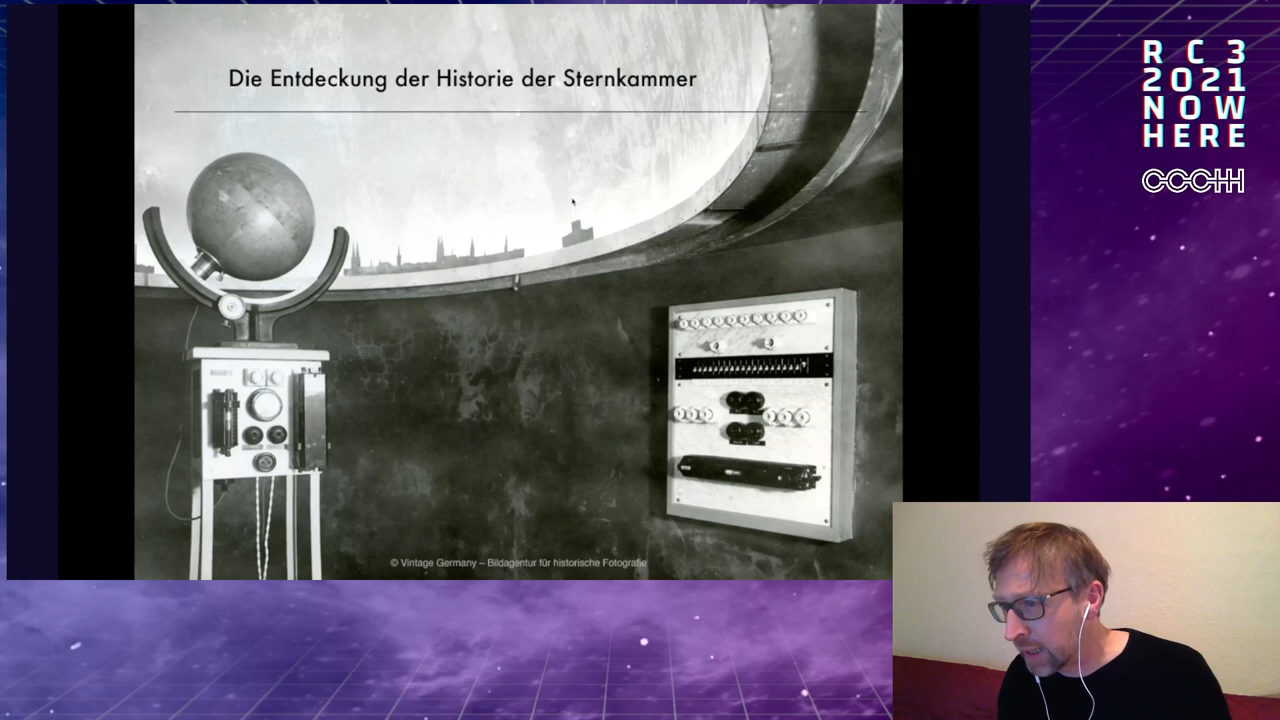 Die Entdeckung der Historie der Sternkammer
© Vintage Germany – Bildagentur für historische Fotografie
R C 3
2021
NOW
HERE
CCCHH